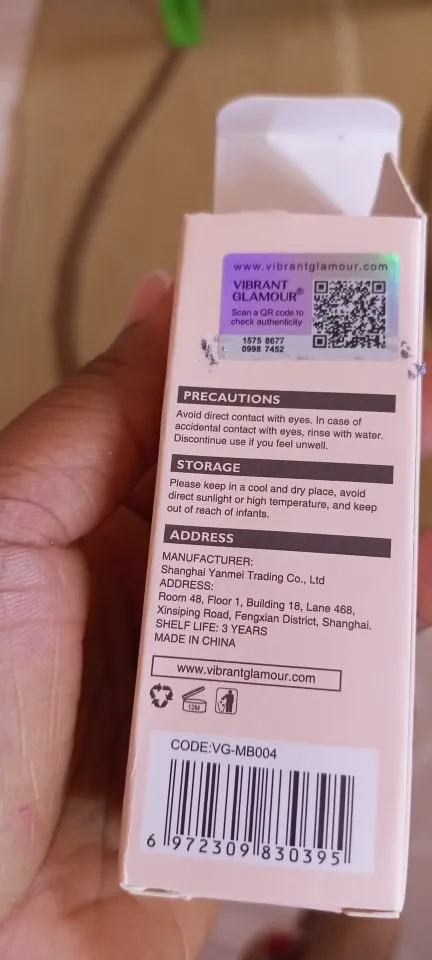 www.vibrantglamour.com
VIBRANT
GLAMOUR®
Scan a QR code to
check authenticity
1575 8677
0998 7452
PRECAUTIONS
Avoid direct contact with eyes. In case of
accidental contact with eyes, rinse with water.
Discontinue use if you feel unwell.
STORAGE
Please keep in a cool and dry place, avoid
direct sunlight or high temperature, and keep
out of reach of infants.
ADDRESS
MANUFACTURER:
Shanghai Yanmei Trading Co., Ltd
ADDRESS:
Room 48, Floor 1, Building 18, Lane 468,
Xinsiping Road, Fengxian District, Shanghai.
SHELF LIFE: 3 YEARS
MADE IN CHINA
www.vibrantglamour.com
12M
CODE:VG-MB004
6 972309 830395